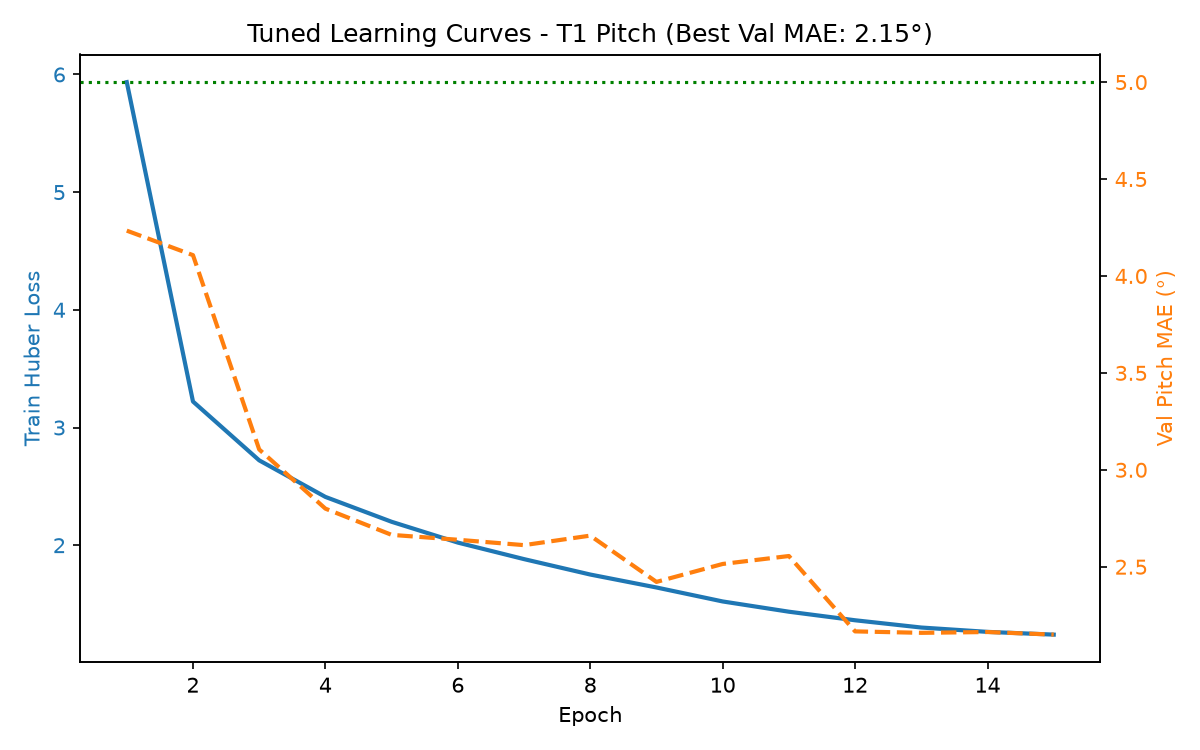 Tuned Learning Curves - T1 Pitch (Best Val MAE: 2.15°)
6
5
4
3
2
Train Huber Loss
5.0
4.5
4.0
3.5
3.0
2.5
Val Pitch MAE (°)
2 4 6 8 10 12 14
Epoch